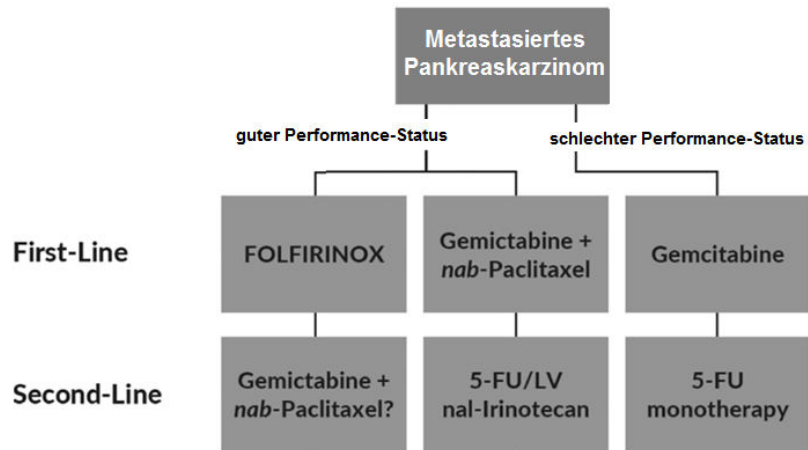 Metastasiertes
Pankreaskarzinom
guter Performance-Status
schlechter Performance-Status
First-Line
FOLFIRINOX
Gemictabine +
nab-Paclitaxel
Gemcitabine
Second-Line
Gemictabine +
nab-Paclitaxel?
5-FU/LV
nal-Irinotecan
5-FU
monotherapy